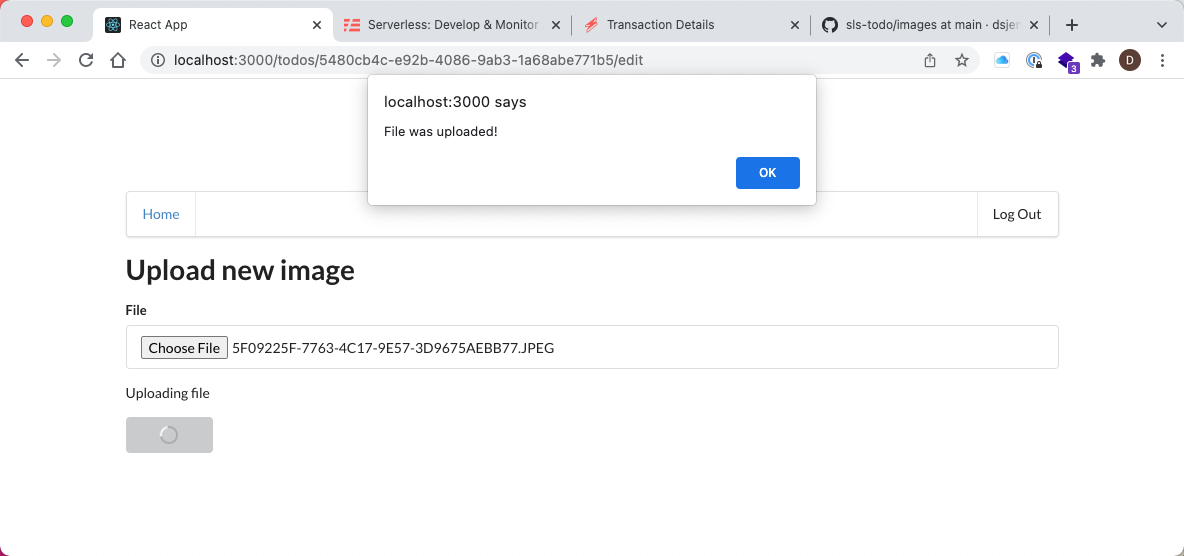 React App
Serverless: Develop & Monitor
Transaction Details
sls-todo/images at main · dsjen
localhost:3000/todos/5480cb4c-e92b-4086-9ab3-1a68abe771b5/edit
3
D
localhost:3000 says
File was uploaded!
OK
Home
Log Out
Upload new image
File
Choose File 5F09225F-7763-4C17-9E57-3D9675AEBB77.JPEG
Uploading file